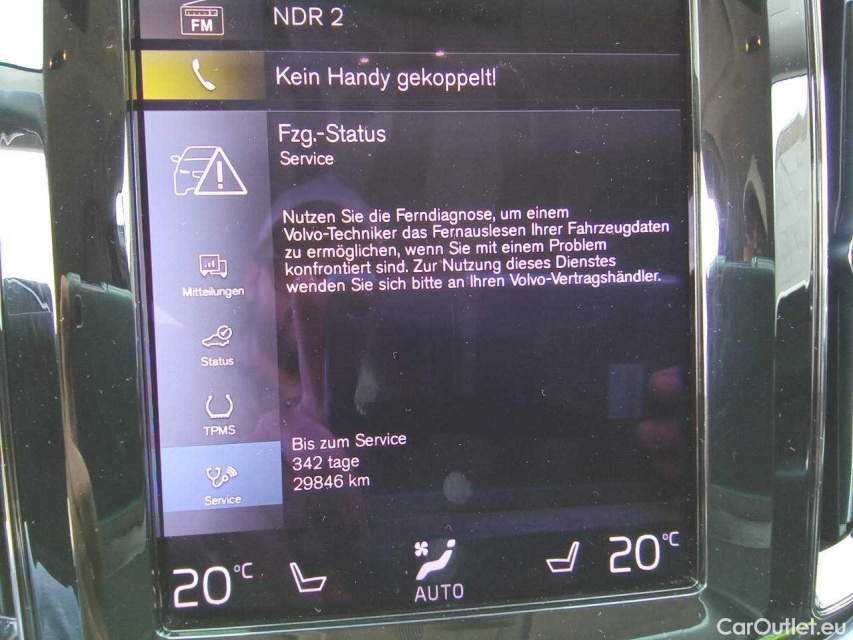 FM
NDR 2
Kein Handy gekoppelt!
Fzg.-Status
Service
Nutzen Sie die Ferndiagnose, um einem
Volvo-Techniker das Fernauslesen Ihrer Fahrzeugdaten
zu ermöglichen, wenn Sie mit einem Problem
konfrontiert sind. Zur Nutzung dieses Dienstes
wenden Sie sich bitte an Ihren Volvo-Vertragshändler.
Mitteilungen
Status
TPMS
Service
Bis zum Service
342 tage
29846 km
20°C
AUTO
20°C
CarOutlet.eu